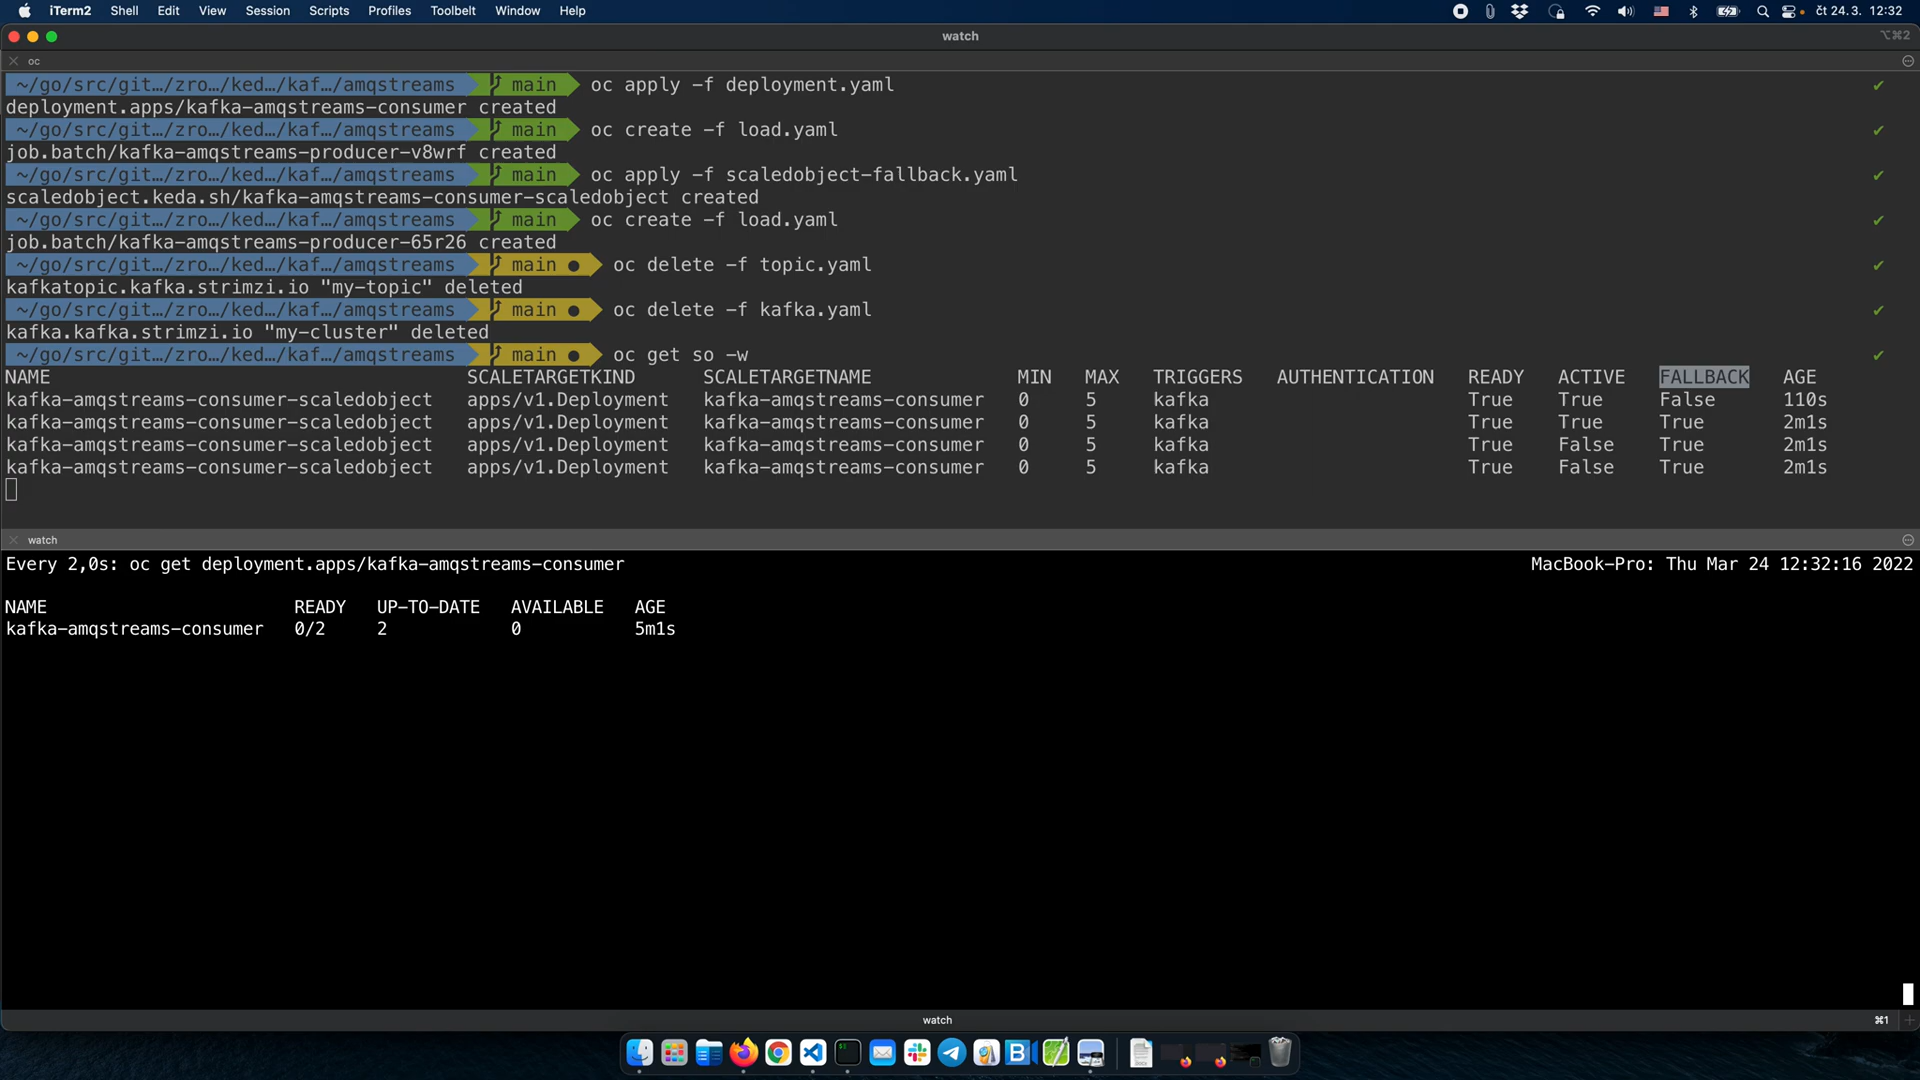 iTerm2 Shell Edit View Session Scripts Profiles Toolbelt Window Help čt 24.3. 12:32
watch ⌥⌘2
oc
~/go/src/git…/zro…/ked…/kaf…/amqstreams main oc apply -f deployment.yaml ✔
deployment.apps/kafka-amqstreams-consumer created
~/go/src/git…/zro…/ked…/kaf…/amqstreams main oc create -f load.yaml ✔
job.batch/kafka-amqstreams-producer-v8wrf created
~/go/src/git…/zro…/ked…/kaf…/amqstreams main oc apply -f scaledobject-fallback.yaml ✔
scaledobject.keda.sh/kafka-amqstreams-consumer-scaledobject created
~/go/src/git…/zro…/ked…/kaf…/amqstreams main oc create -f load.yaml ✔
job.batch/kafka-amqstreams-producer-65r26 created
~/go/src/git…/zro…/ked…/kaf…/amqstreams main ● oc delete -f topic.yaml ✔
kafkatopic.kafka.strimzi.io "my-topic" deleted
~/go/src/git…/zro…/ked…/kaf…/amqstreams main ● oc delete -f kafka.yaml ✔
kafka.kafka.strimzi.io "my-cluster" deleted
~/go/src/git…/zro…/ked…/kaf…/amqstreams main ● oc get so -w ✔
NAME SCALETARGETKIND SCALETARGETNAME MIN MAX TRIGGERS AUTHENTICATION READY ACTIVE FALLBACK AGE
kafka-amqstreams-consumer-scaledobject apps/v1.Deployment kafka-amqstreams-consumer 0 5 kafka True True False 110s
kafka-amqstreams-consumer-scaledobject apps/v1.Deployment kafka-amqstreams-consumer 0 5 kafka True True True 2m1s
kafka-amqstreams-consumer-scaledobject apps/v1.Deployment kafka-amqstreams-consumer 0 5 kafka True False True 2m1s
kafka-amqstreams-consumer-scaledobject apps/v1.Deployment kafka-amqstreams-consumer 0 5 kafka True False True 2m1s
watch
Every 2,0s: oc get deployment.apps/kafka-amqstreams-consumer MacBook-Pro: Thu Mar 24 12:32:16 2022
NAME READY UP-TO-DATE AVAILABLE AGE
kafka-amqstreams-consumer 0/2 2 0 5m1s
watch ⌘1